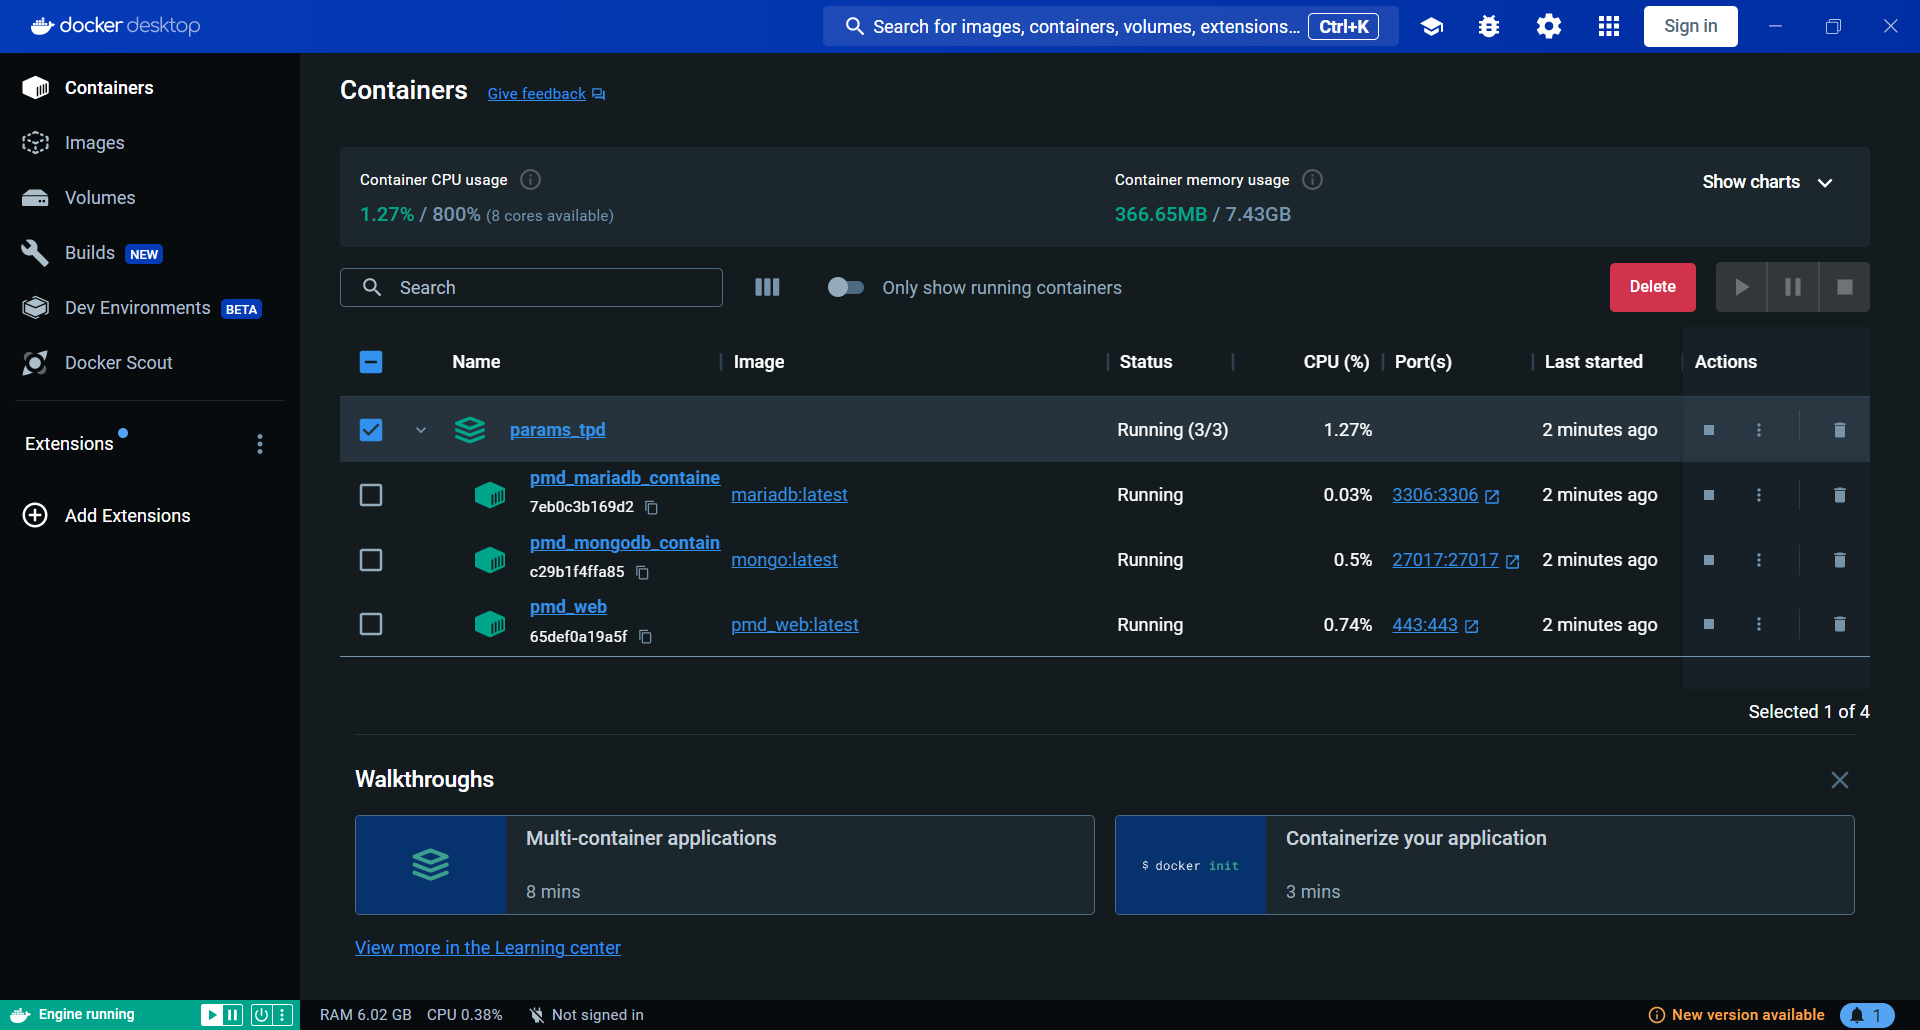 docker desktop
Search for images, containers, volumes, extensions... Ctrl+K
Sign in
Containers
Images
Volumes
Builds NEW
Dev Environments BETA
Docker Scout
Extensions
Add Extensions
Containers Give feedback
Container CPU usage
1.27% / 800% (8 cores available)
Container memory usage
366.65MB / 7.43GB
Show charts
Search
Only show running containers
Delete
Name Image Status CPU (%) Port(s) Last started Actions
params_tpd Running (3/3) 1.27% 2 minutes ago
pmd_mariadb_containe
7eb0c3b169d2
mariadb:latest Running 0.03% 3306:3306 2 minutes ago
pmd_mongodb_contain
c29b1f4ffa85
mongo:latest Running 0.5% 27017:27017 2 minutes ago
pmd_web
65def0a19a5f
pmd_web:latest Running 0.74% 443:443 2 minutes ago
Selected 1 of 4
Walkthroughs
Multi-container applications
8 mins
$ docker init
Containerize your application
3 mins
View more in the Learning center
Engine running
RAM 6.02 GB CPU 0.38% Not signed in
New version available
1